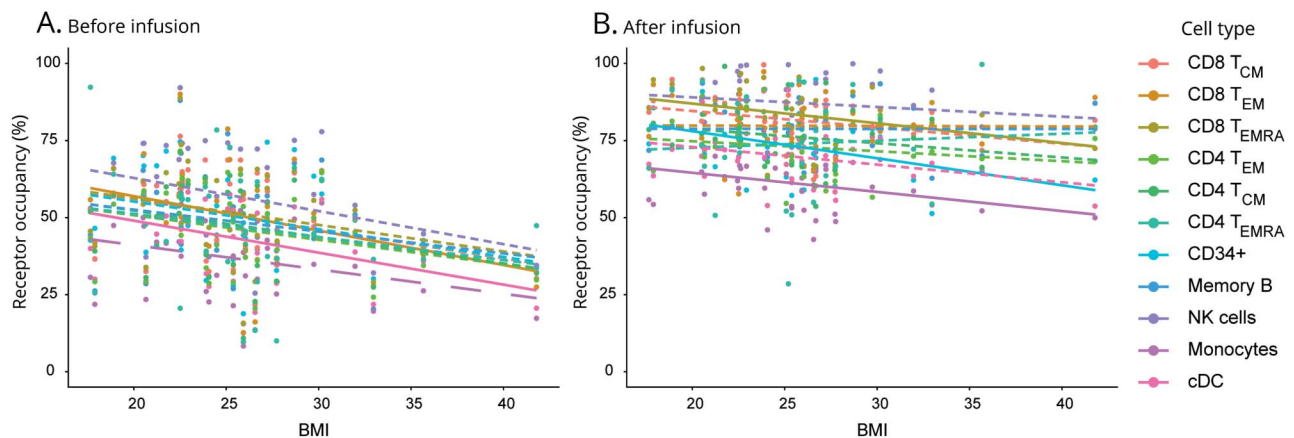 A. Before infusion
Receptor occupancy (%)
100
75
50
25
0
20 25 30 35 40
BMI
B. After infusion
Receptor occupancy (%)
100
75
50
25
0
20 25 30 35 40
BMI
Cell type
CD8 TCM
CD8 TEM
CD8 TEMRA
CD4 TEM
CD4 TCM
CD4 TEMRA
CD34+
Memory B
NK cells
Monocytes
cDC